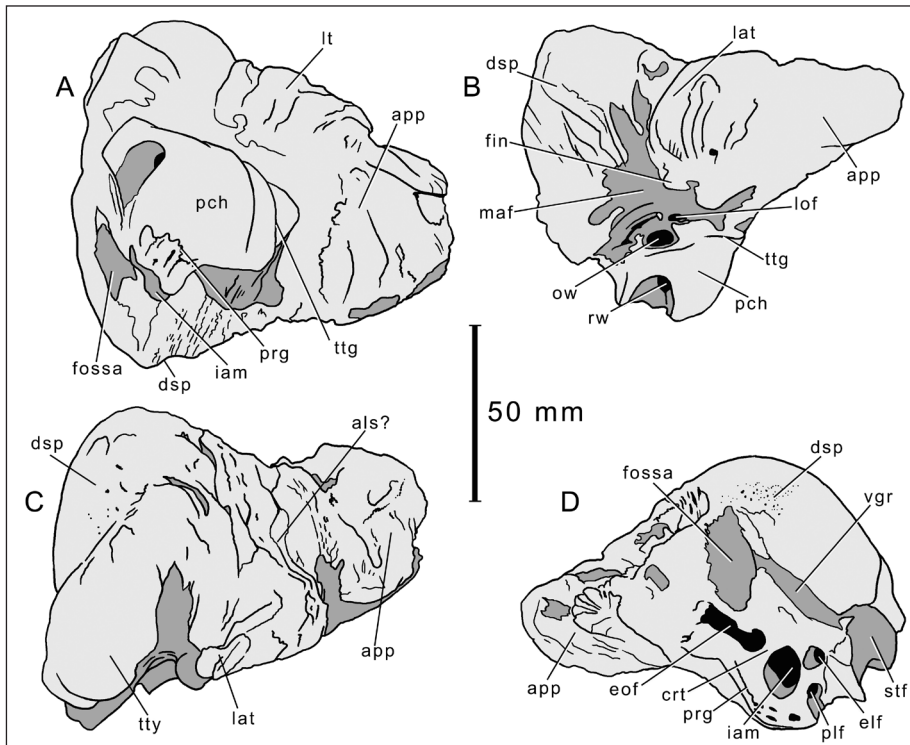 A
lt
app
pch
fossa
iam
dsp
prg
ttg
B
dsp
lat
fin
maf
app
lof
ttg
ow
rw
pch
50 mm
C
dsp
als?
app
tty
lat
D
fossa
dsp
vgr
app
eof
crt
prg
iam
plf
elf
stf